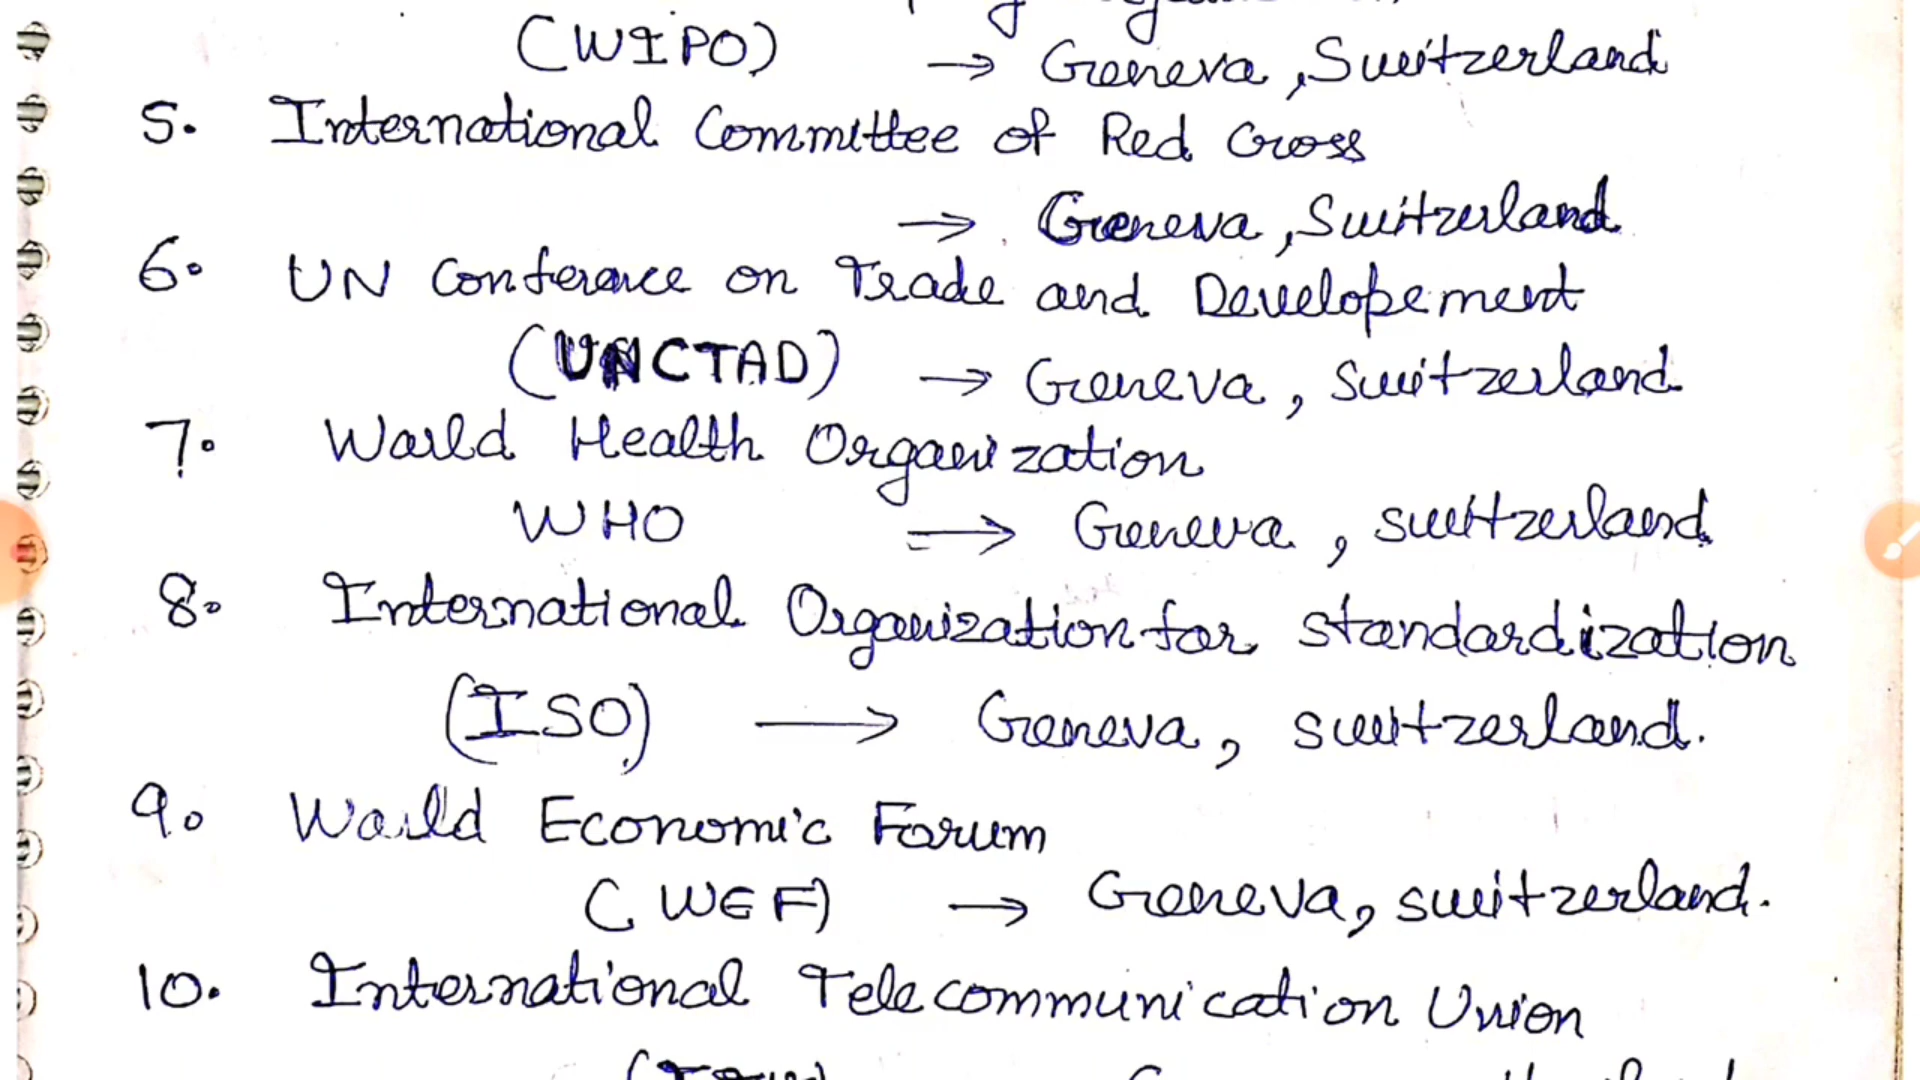 (WIPO) → Geneva, Switzerland
5. International Committee of Red Cross
→ Geneva, Switzerland
6. UN Conference on Trade and Developement
(UNCTAD) → Geneva, Switzerland
7. World Health Organization
WHO → Geneva, switzerland
8. International Organization for standardization
(ISO) → Geneva, switzerland.
9. World Economic Forum
(WEF) → Geneva, switzerland.
10. International Telecommunication Union